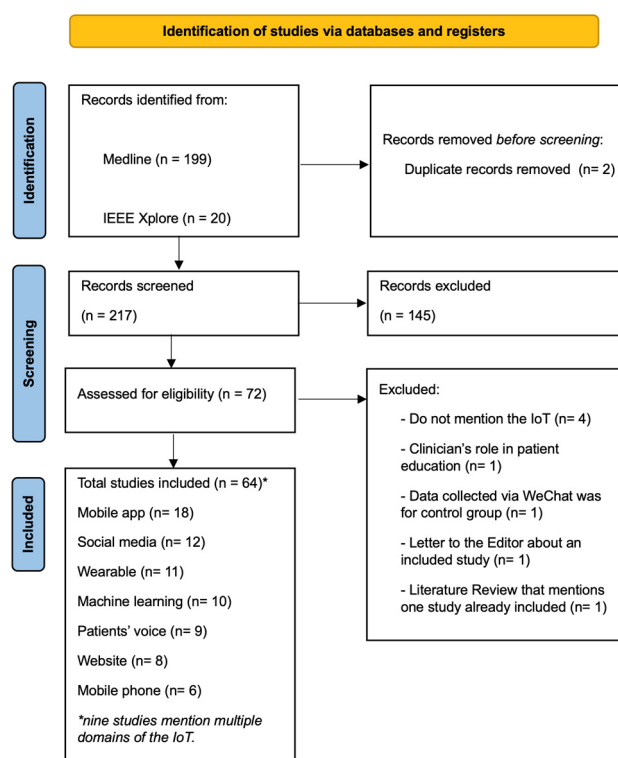 Identification of studies via databases and registers
Identification
Records identified from:
Medline (n = 199)
IEEE Xplore (n = 20)
Records removed before screening:
Duplicate records removed (n= 2)
Screening
Records screened
(n = 217)
Records excluded
(n = 145)
Assessed for eligibility (n = 72)
Excluded:
- Do not mention the IoT (n= 4)
- Clinician's role in patient
education (n= 1)
- Data collected via WeChat was
for control group (n= 1)
- Letter to the Editor about an
included study (n= 1)
- Literature Review that mentions
one study already included (n= 1)
Included
Total studies included (n = 64)*
Mobile app (n= 18)
Social media (n= 12)
Wearable (n= 11)
Machine learning (n= 10)
Patients' voice (n= 9)
Website (n= 8)
Mobile phone (n= 6)
*nine studies mention multiple
domains of the IoT.